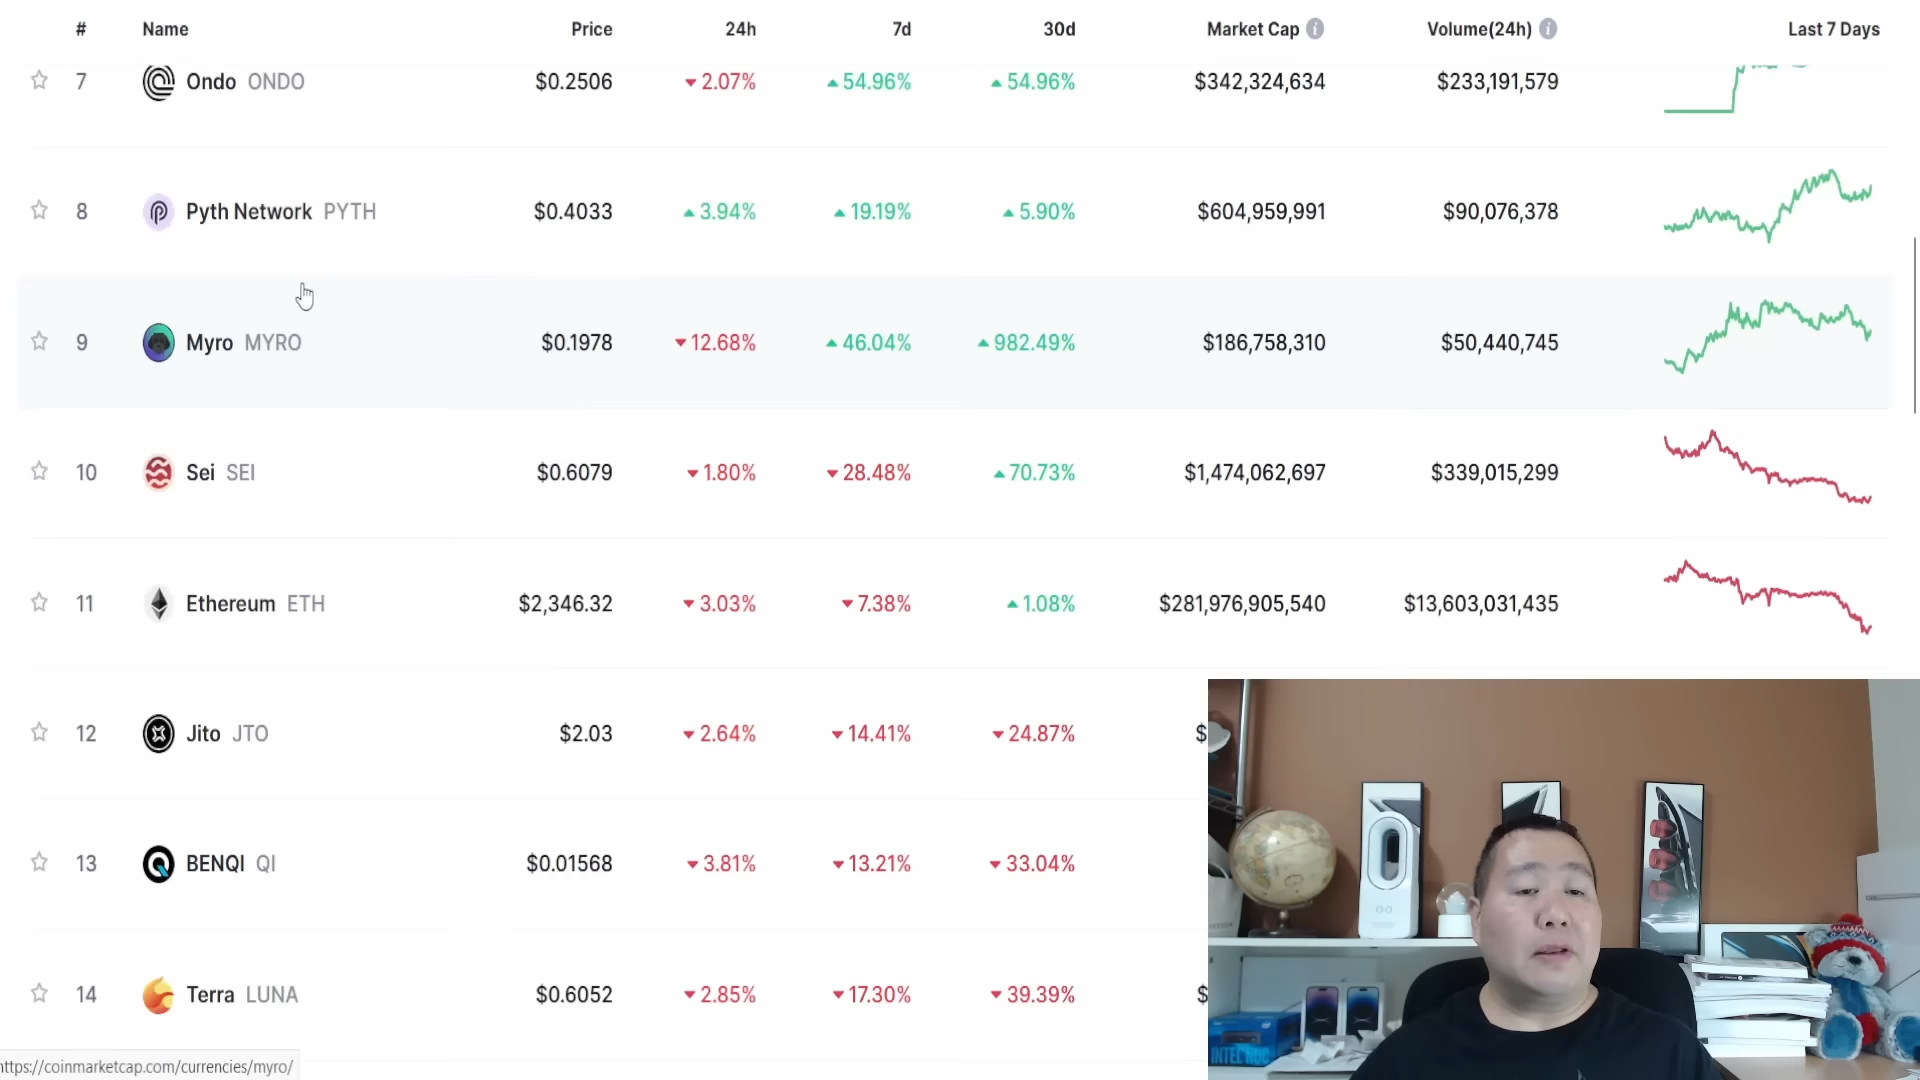 # Name Price 24h 7d 30d Market Cap Volume(24h) Last 7 Days
7 Ondo ONDO $0.2506 2.07% 54.96% 54.96% $342,324,634 $233,191,579
8 Pyth Network PYTH $0.4033 3.94% 19.19% 5.90% $604,959,991 $90,076,378
9 Myro MYRO $0.1978 12.68% 46.04% 982.49% $186,758,310 $50,440,745
10 Sei SEI $0.6079 1.80% 28.48% 70.73% $1,474,062,697 $339,015,299
11 Ethereum ETH $2,346.32 3.03% 7.38% 1.08% $281,976,905,540 $13,603,031,435
12 Jito JTO $2.03 2.64% 14.41% 24.87% $
13 BENQI QI $0.01568 3.81% 13.21% 33.04%
14 Terra LUNA $0.6052 2.85% 17.30% 39.39% $
INTEL NUC
ttps://coinmarketcap.com/currencies/myro/